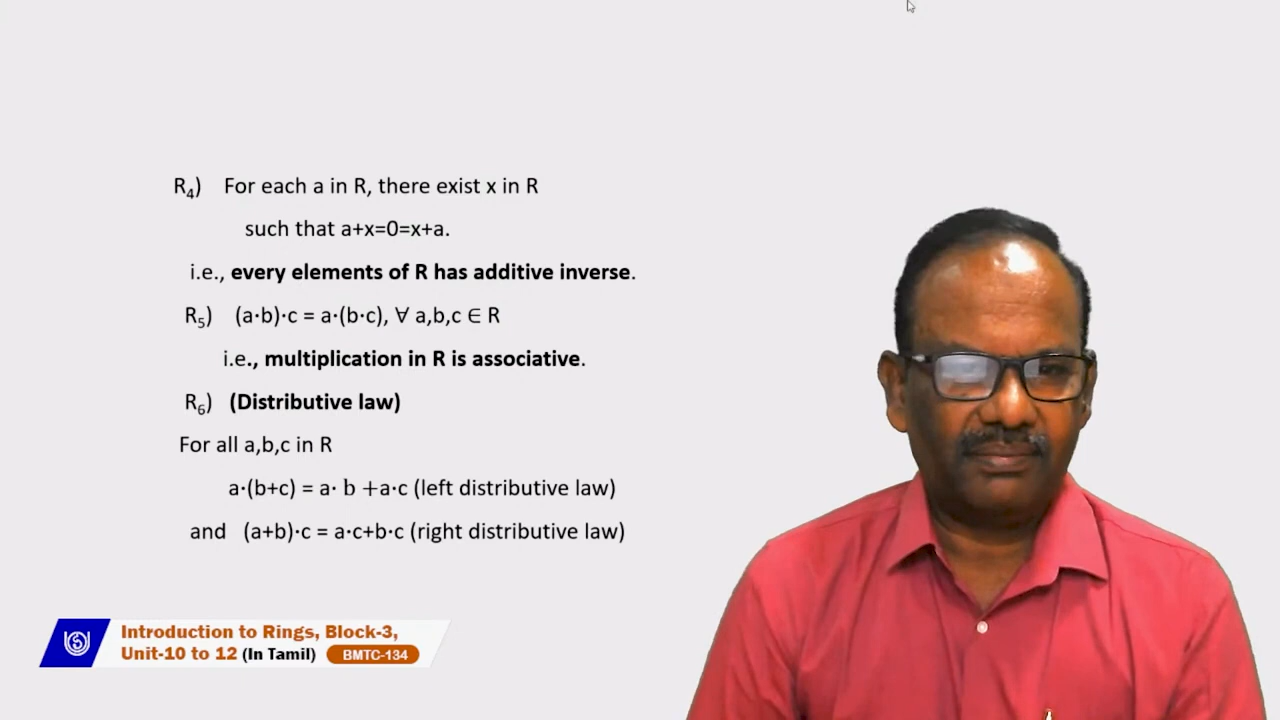 R₄) For each a in R, there exist x in R
such that a+x=0=x+a.
i.e., every elements of R has additive inverse.
R₅) (a·b)·c = a·(b·c), ∀ a,b,c ∈ R
i.e., multiplication in R is associative.
R₆) (Distributive law)
For all a,b,c in R
a·(b+c) = a· b +a·c (left distributive law)
and (a+b)·c = a·c+b·c (right distributive law)
Introduction to Rings, Block-3,
Unit-10 to 12 (In Tamil) BMTC-134